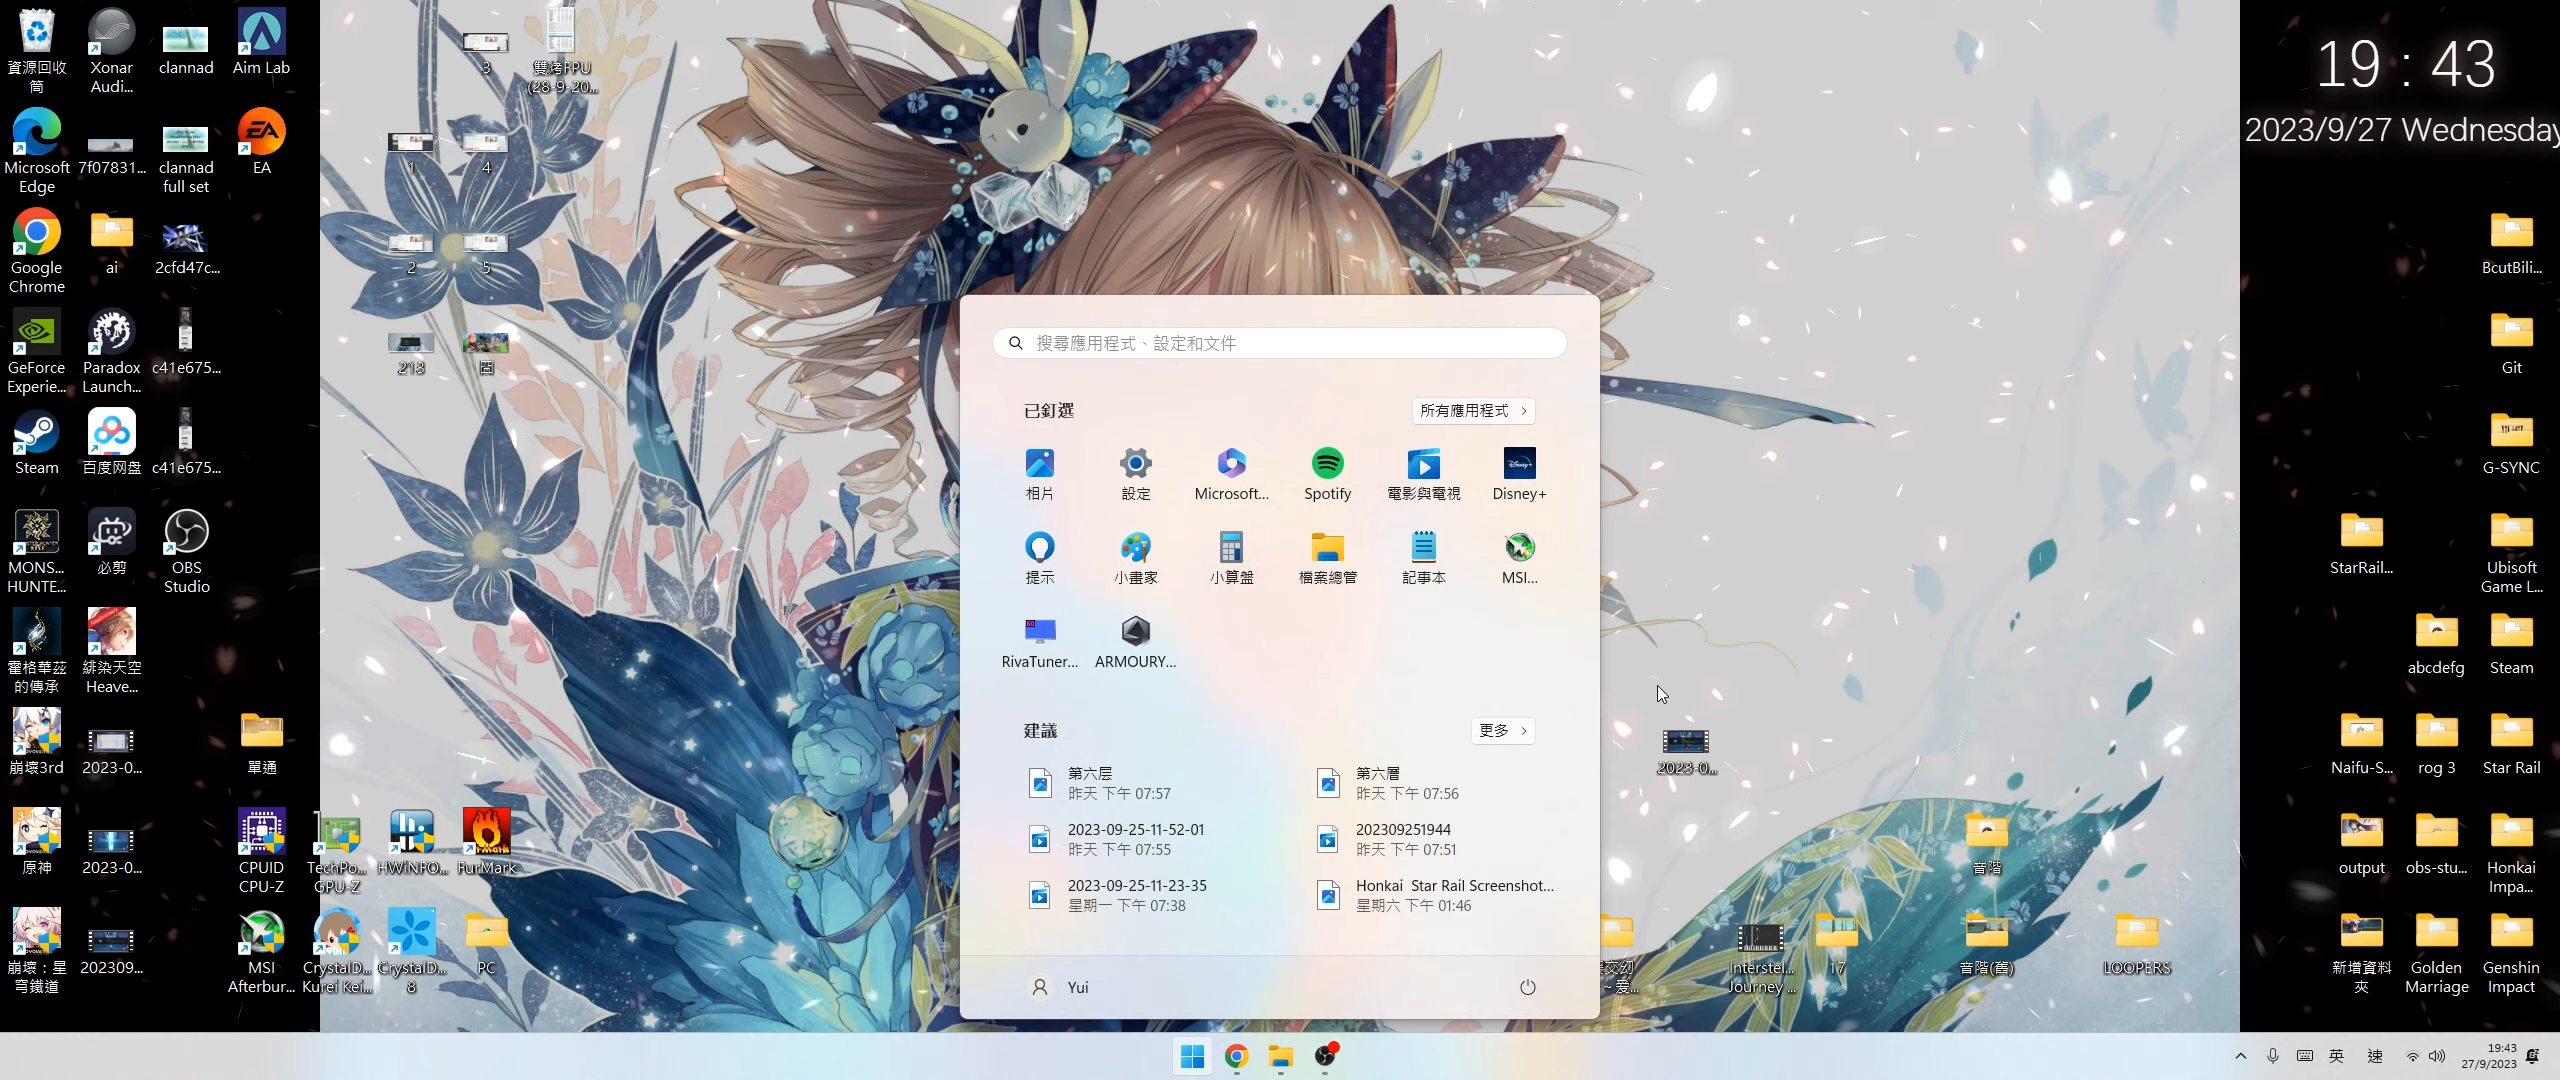 資源回收筒
Xonar Audi...
clannad
Aim Lab
3
雙烤FPU (28-9-20...
19 : 43
2023/9/27 Wednesday
Microsoft Edge
7f07831...
clannad full set
EA
1
4
Google Chrome
ai
2cfd47c...
2
5
BcutBili...
GeForce Experie...
Paradox Launch...
c41e675...
213
Git
搜尋應用程式、設定和文件
已釘選
所有應用程式
Steam
百度网盘
c41e675...
G-SYNC
相片
設定
Microsoft...
Spotify
電影與電視
Disney+
MONS... HUNTE...
必剪
OBS Studio
StarRail...
Ubisoft Game L...
提示
小畫家
小算盤
檔案總管
記事本
MSI...
霍格華茲的傳承
緋染天空 Heave...
abcdefg
Steam
RivaTuner...
ARMOURY...
建議
更多
崩壞3rd
2023-0...
單通
2023-0...
Naifu-S...
rog 3
Star Rail
第六层
昨天 下午 07:57
第六層
昨天 下午 07:56
2023-09-25-11-52-01
昨天 下午 07:55
202309251944
昨天 下午 07:51
2023-09-25-11-23-35
星期一 下午 07:38
Honkai Star Rail Screenshot...
星期六 下午 01:46
原神
2023-0...
CPUID CPU-Z
TechPo... GPU-Z
HWiNFO...
FurMark
音階
output
obs-stu...
Honkai Impa...
崩壞：星穹鐵道
202309...
MSI Afterbur...
CrystalD... Kurei Kei...
CrystalD... 8
PC
Interstel... Journey ...
17
音階(舊)
LOOPERS
新增資料夾
Golden Marriage
Genshin Impact
Yui
英
速
19:43
27/9/2023